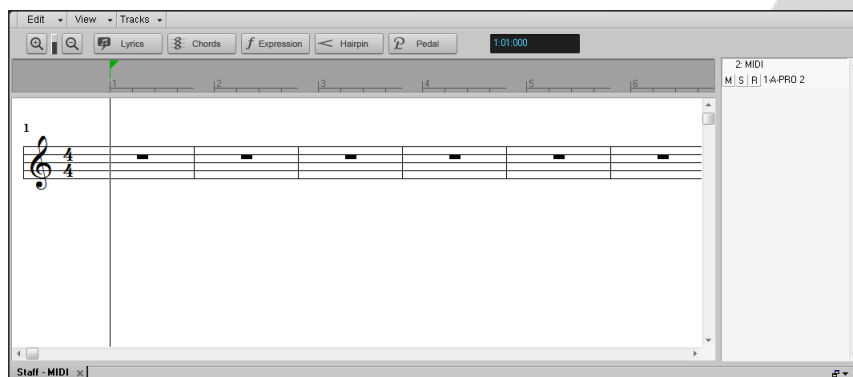 Edit View Tracks
Lyrics Chords f Expression Hairpin Pedal 1:01:000
2: MIDI
M S R 1-A-PRO 2
1 2 3 4 5 6
1
4
4
Staff - MIDI